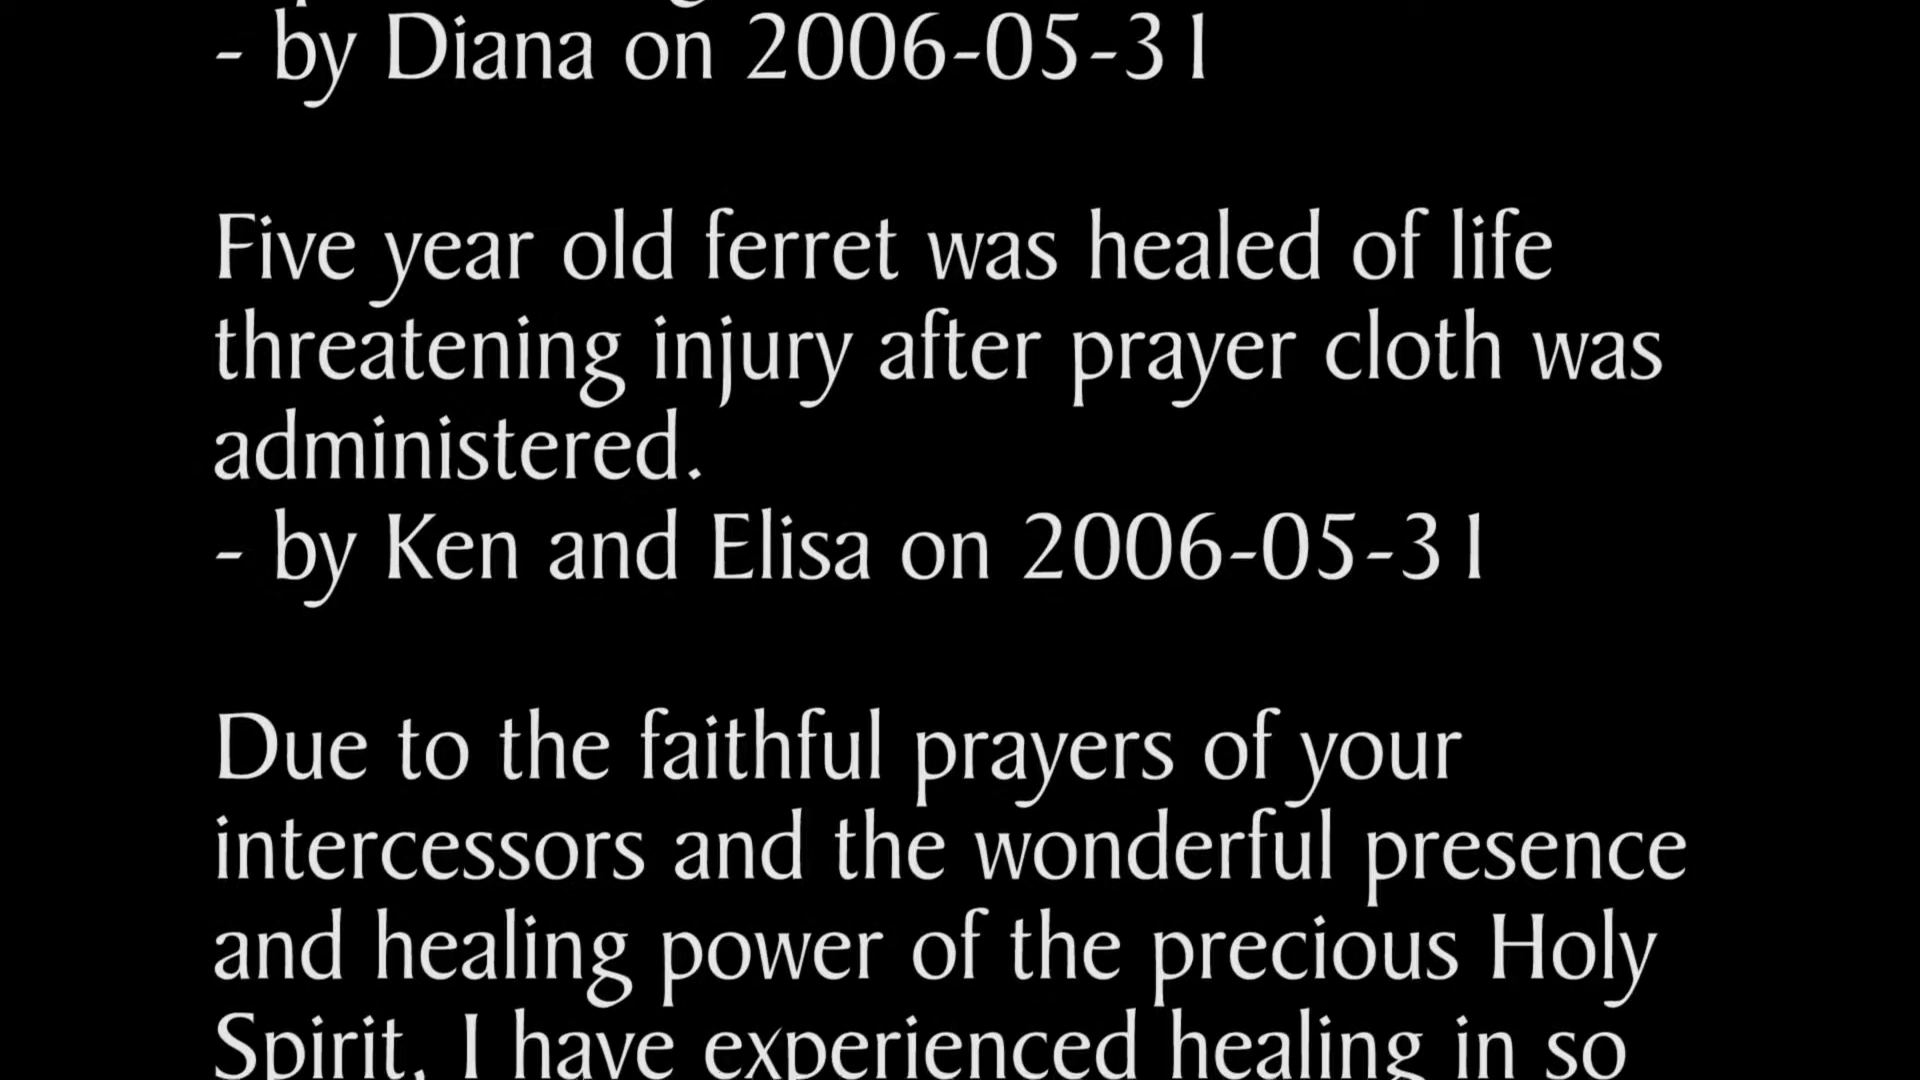 - by Diana on 2006-05-31
Five year old ferret was healed of life
threatening injury after prayer cloth was
administered.
- by Ken and Elisa on 2006-05-31
Due to the faithful prayers of your
intercessors and the wonderful presence
and healing power of the precious Holy
Spirit, I have experienced healing in so